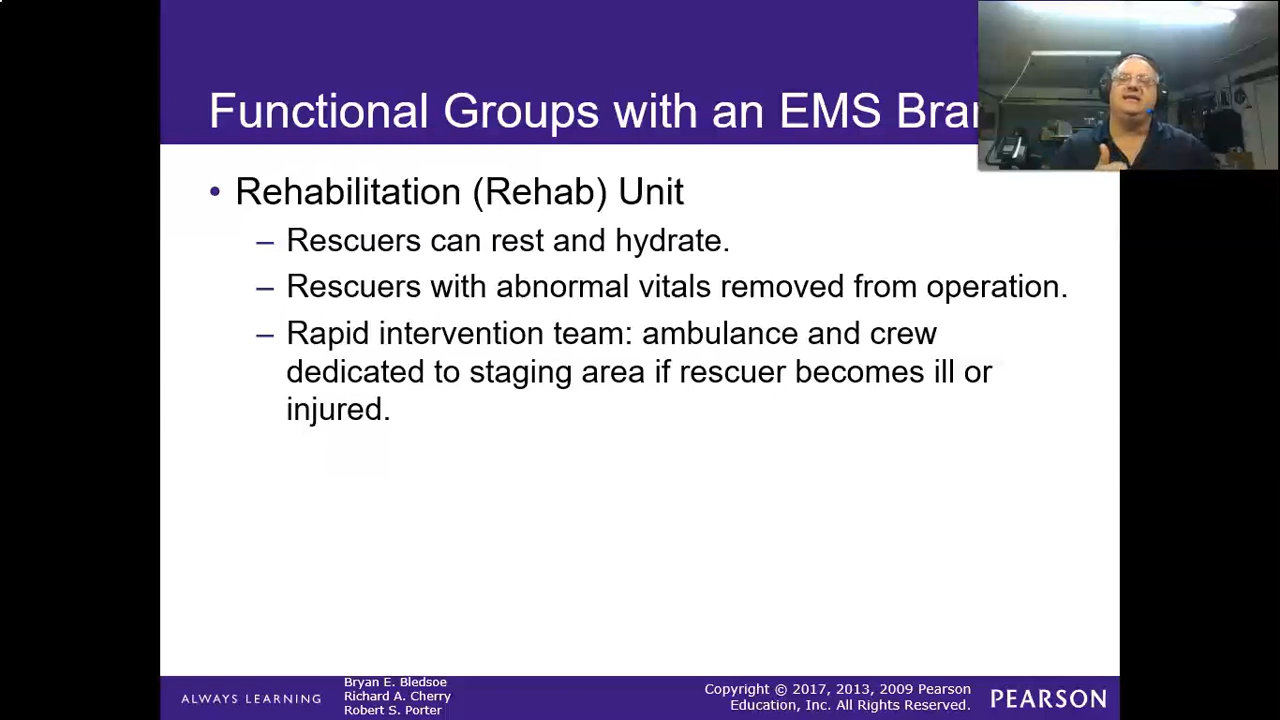 Functional Groups with an EMS
• Rehabilitation (Rehab) Unit
– Rescuers can rest and hydrate.
– Rescuers with abnormal vitals removed from operation.
– Rapid intervention team: ambulance and crew
dedicated to staging area if rescuer becomes ill or
injured.
ALWAYS LEARNING
Bryan E. Bledsoe
Richard A. Cherry
Robert S. Porter
Copyright © 2017, 2013, 2009 Pearson
Education, Inc. All Rights Reserved.
PEARSON